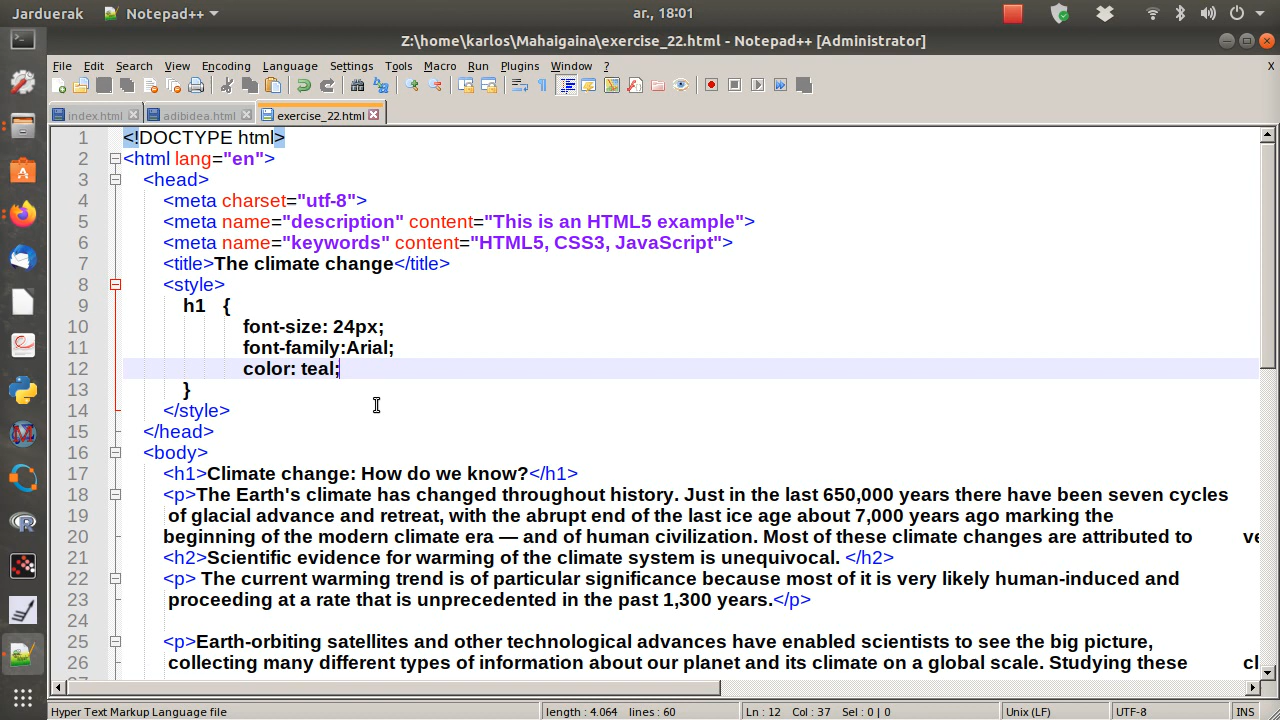 Jarduerak Notepad++ ar., 18:01
Z:\home\karlos\Mahaigaina\exercise_22.html - Notepad++ [Administrator]
File Edit Search View Encoding Language Settings Tools Macro Run Plugins Window ? X
index.html adibidea.html exercise_22.html
1 <!DOCTYPE html>
2 <html lang="en">
3 <head>
4 <meta charset="utf-8">
5 <meta name="description" content="This is an HTML5 example">
6 <meta name="keywords" content="HTML5, CSS3, JavaScript">
7 <title>The climate change</title>
8 <style>
9 h1 {
10 font-size: 24px;
11 font-family:Arial;
12 color: teal;
13 }
14 </style>
15 </head>
16 <body>
17 <h1>Climate change: How do we know?</h1>
18 <p>The Earth's climate has changed throughout history. Just in the last 650,000 years there have been seven cycles
19 of glacial advance and retreat, with the abrupt end of the last ice age about 7,000 years ago marking the
20 beginning of the modern climate era — and of human civilization. Most of these climate changes are attributed to ve
21 <h2>Scientific evidence for warming of the climate system is unequivocal. </h2>
22 <p> The current warming trend is of particular significance because most of it is very likely human-induced and
23 proceeding at a rate that is unprecedented in the past 1,300 years.</p>
24
25 <p>Earth-orbiting satellites and other technological advances have enabled scientists to see the big picture,
26 collecting many different types of information about our planet and its climate on a global scale. Studying these cl
Hyper Text Markup Language file length : 4.064 lines : 60 Ln : 12 Col : 37 Sel : 0 | 0 Unix (LF) UTF-8 INS